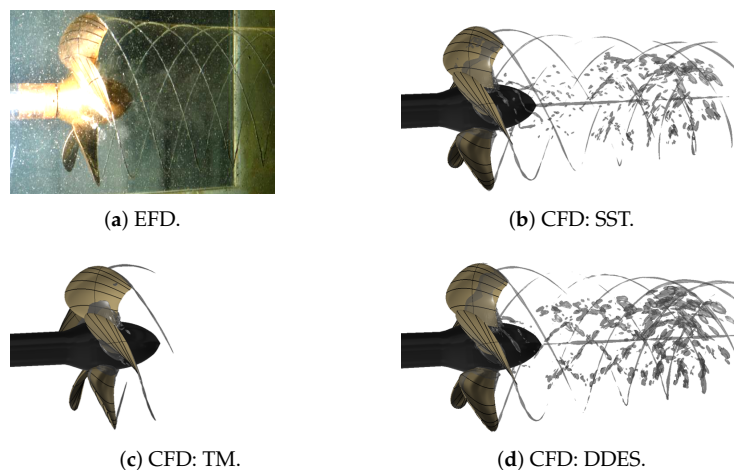 (a) EFD.
(b) CFD: SST.
(c) CFD: TM.
(d) CFD: DDES.